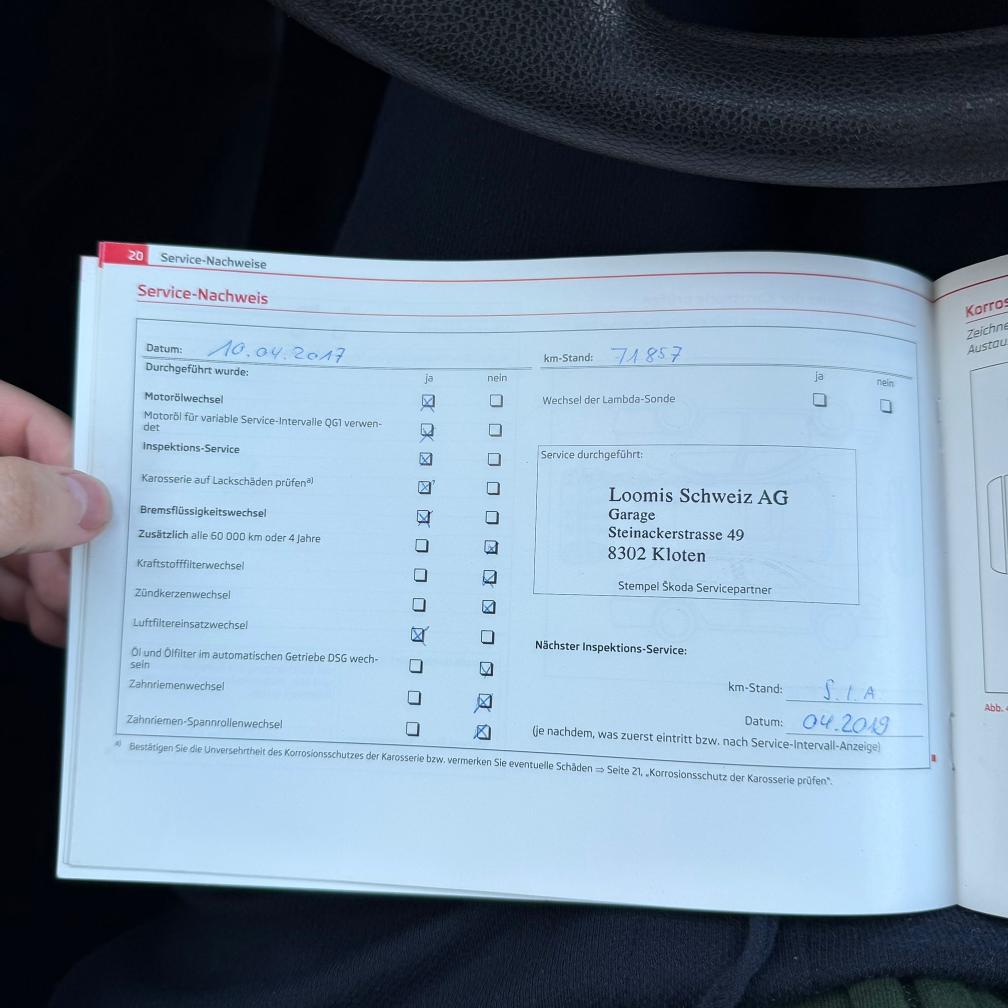 20 Service-Nachweise
Service-Nachweis
Datum: 10.04.2017
km-Stand: 71857
Durchgeführt wurde:
ja nein
ja nein
Motorölwechsel
Motoröl für variable Service-Intervalle QG1 verwen-
det
Inspektions-Service
Karosserie auf Lackschäden prüfen a)
Bremsflüssigkeitswechsel
Zusätzlich alle 60 000 km oder 4 Jahre
Kraftstofffilterwechsel
Zündkerzenwechsel
Luftfiltereinsatzwechsel
Öl und Ölfilter im automatischen Getriebe DSG wech-
seln
Zahnriemenwechsel
Zahnriemen-Spannrollenwechsel
Wechsel der Lambda-Sonde
Service durchgeführt:
Loomis Schweiz AG
Garage
Steinackerstrasse 49
8302 Kloten
Stempel Škoda Servicepartner
Nächster Inspektions-Service:
km-Stand: S.I.A.
Datum: 04.2019
(je nachdem, was zuerst eintritt bzw. nach Service-Intervall-Anzeige)
a) Bestätigen Sie die Unversehrtheit des Korrosionsschutzes der Karosserie bzw. vermerken Sie eventuelle Schäden ⇒ Seite 21, „Korrosionsschutz der Karosserie prüfen“.
Korros
Zeichne
Austau
Abb.